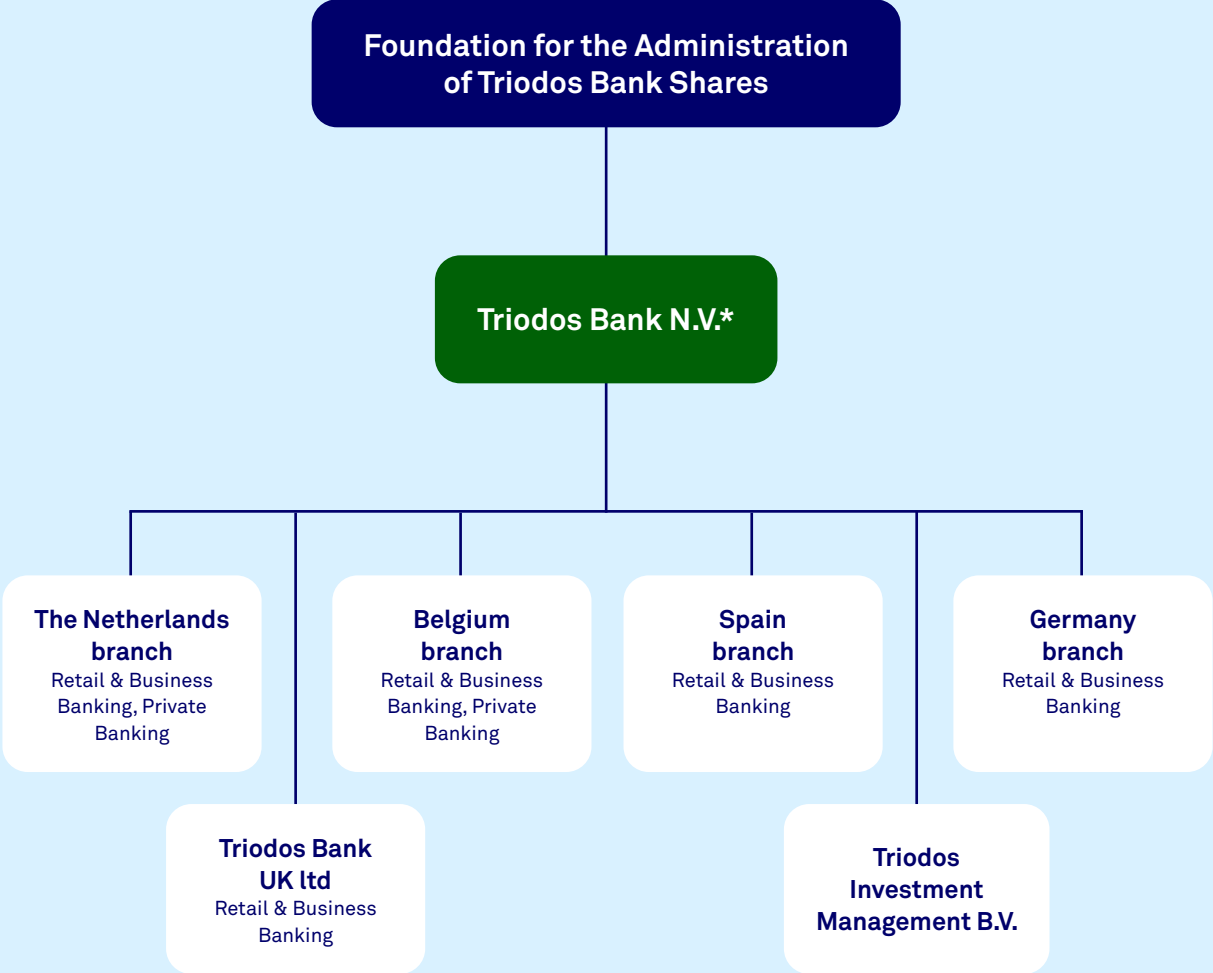 Foundation for the Administration
of Triodos Bank Shares
Triodos Bank N.V.*
The Netherlands
branch
Retail & Business
Banking, Private
Banking
Belgium
branch
Retail & Business
Banking, Private
Banking
Spain
branch
Retail & Business
Banking
Germany
branch
Retail & Business
Banking
Triodos Bank
UK ltd
Retail & Business
Banking
Triodos
Investment
Management B.V.